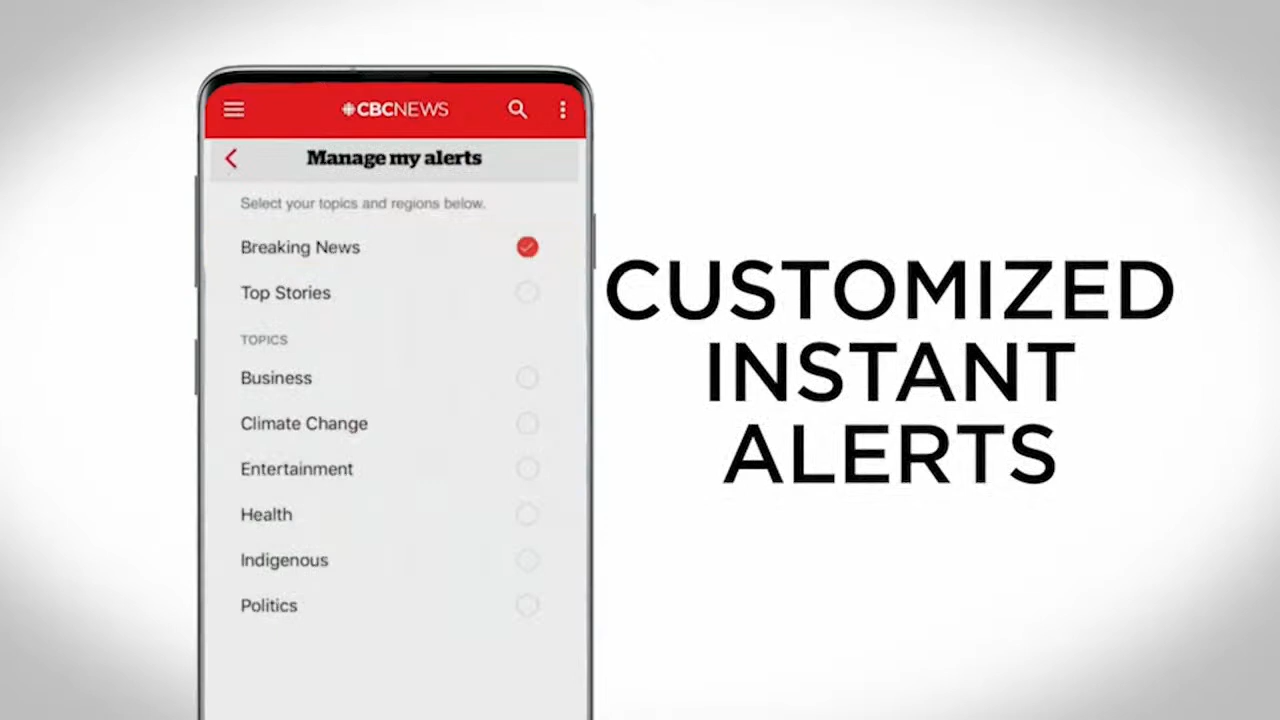 CBCNEWS
Manage my alerts
Select your topics and regions below.
Breaking News
Top Stories
TOPICS
Business
Climate Change
Entertainment
Health
Indigenous
Politics
CUSTOMIZED
INSTANT
ALERTS